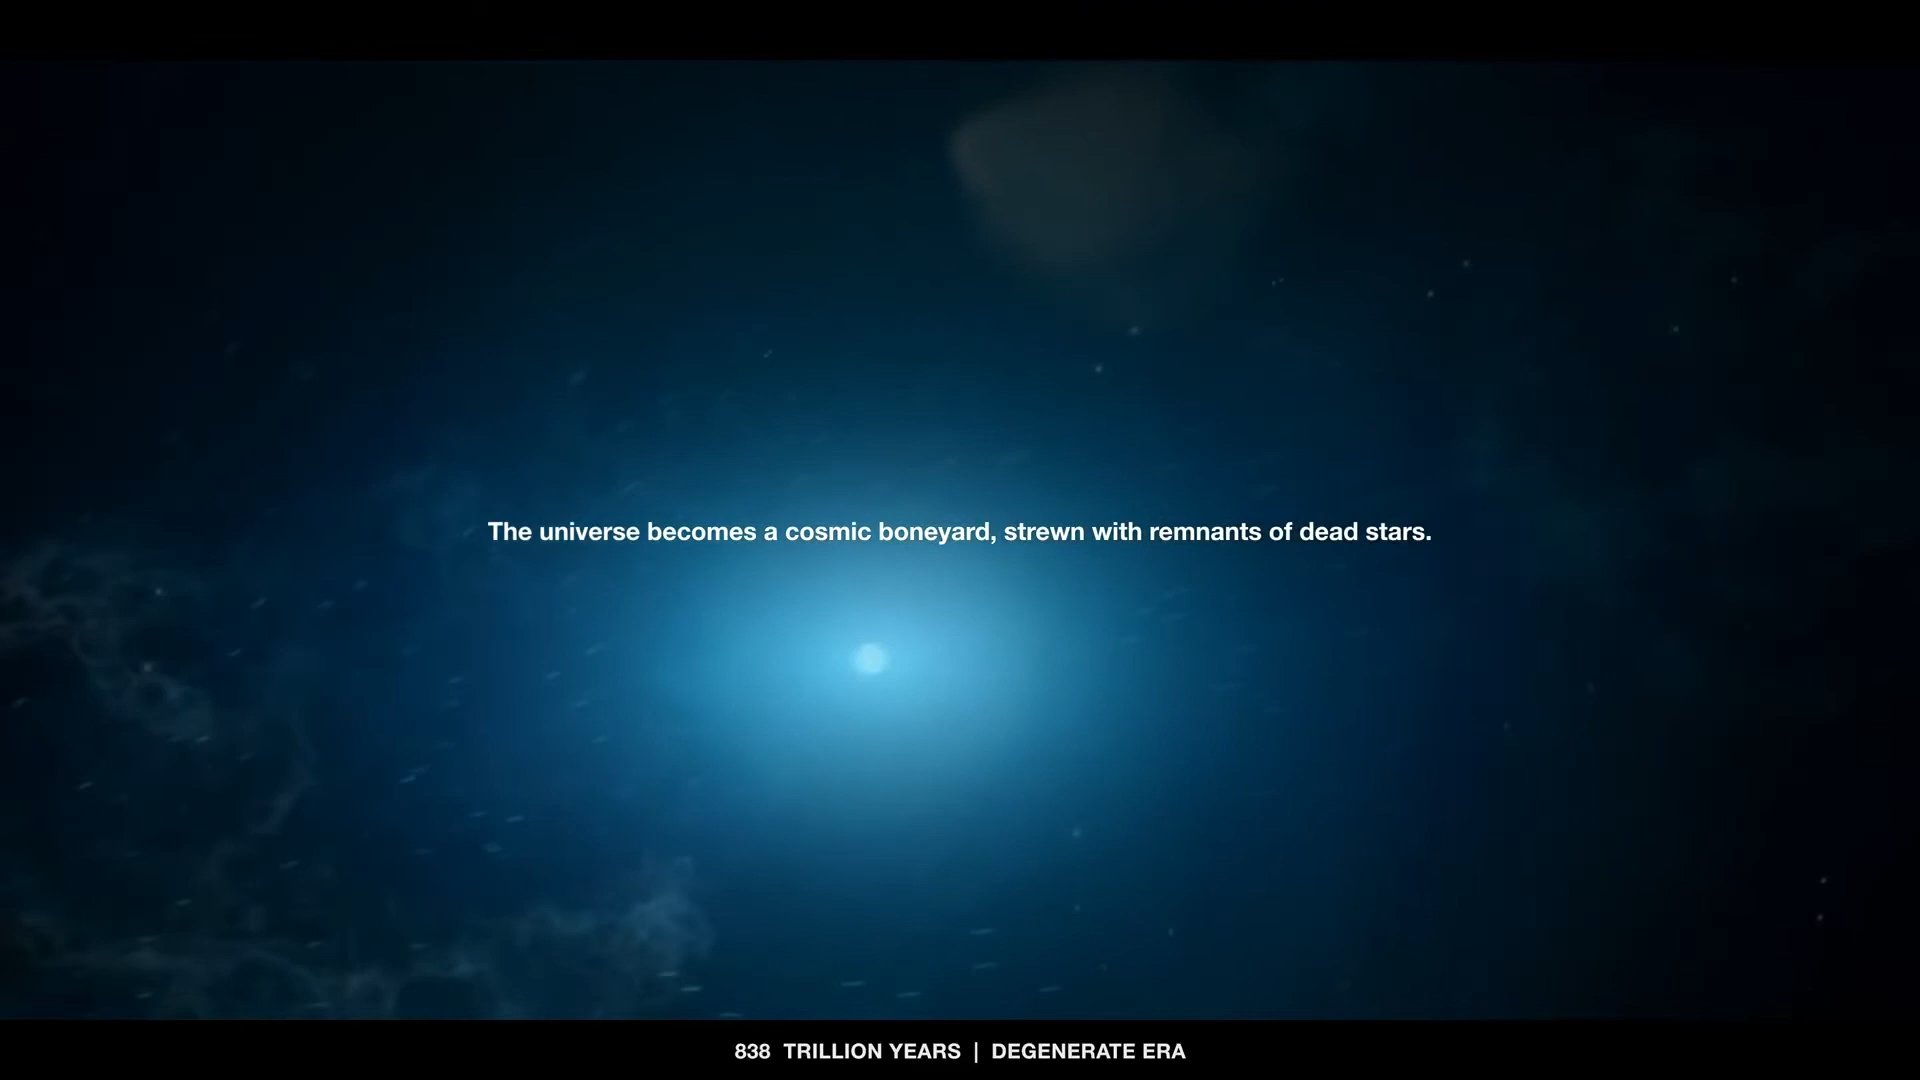 The universe becomes a cosmic boneyard, strewn with remnants of dead stars.
838 TRILLION YEARS | DEGENERATE ERA